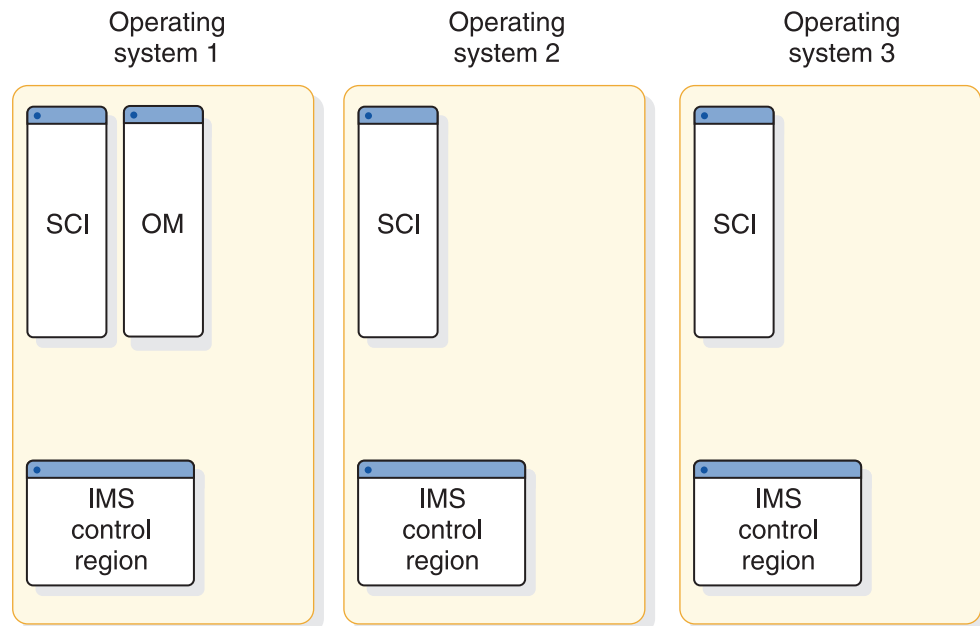 Operating
system 1
Operating
system 2
Operating
system 3
SCI
OM
SCI
SCI
IMS
control
region
IMS
control
region
IMS
control
region